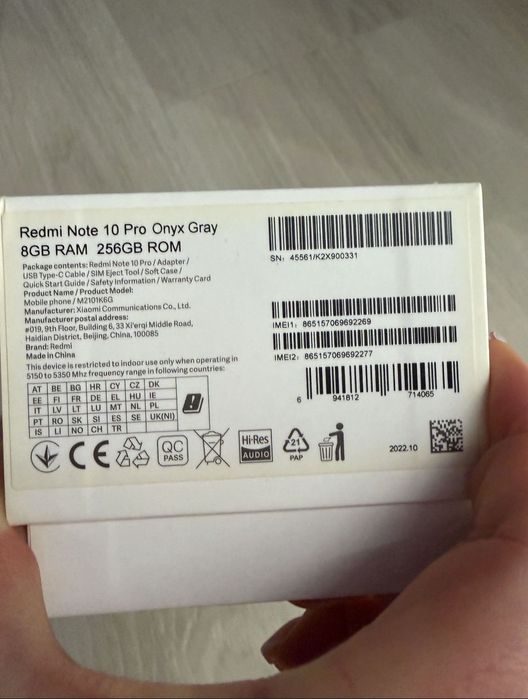 Redmi Note 10 Pro Onyx Gray
8GB RAM 256GB ROM
Package contents: Redmi Note 10 Pro / Adapter /
USB Type-C Cable / SIM Eject Tool / Soft Case /
Quick Start Guide / Safety Information / Warranty Card
Product Name / Product Model:
Mobile phone / M2101K6G
Manufacturer: Xiaomi Communications Co., Ltd.
Manufacturer postal address:
#019, 9th Floor, Building 6, 33 Xi'erqi Middle Road,
Haidian District, Beijing, China, 100085
Brand: Redmi
Made in China
This device is restricted to indoor use only when operating in
5150 to 5350 Mhz frequency range in following countries:
AT BE BG HR CY CZ DK
EE FI FR DE EL HU IE
IT LV LT LU MT NL PL
PT RO SK SI ES SE UK(NI)
IS LI NO CH TR
CE
QC
PASS
Hi-Res
AUDIO
21
PAP
SN: 45561/K2X900331
IMEI1: 865157069692269
IMEI2: 865157069692277
6 941812 714065
2022.10